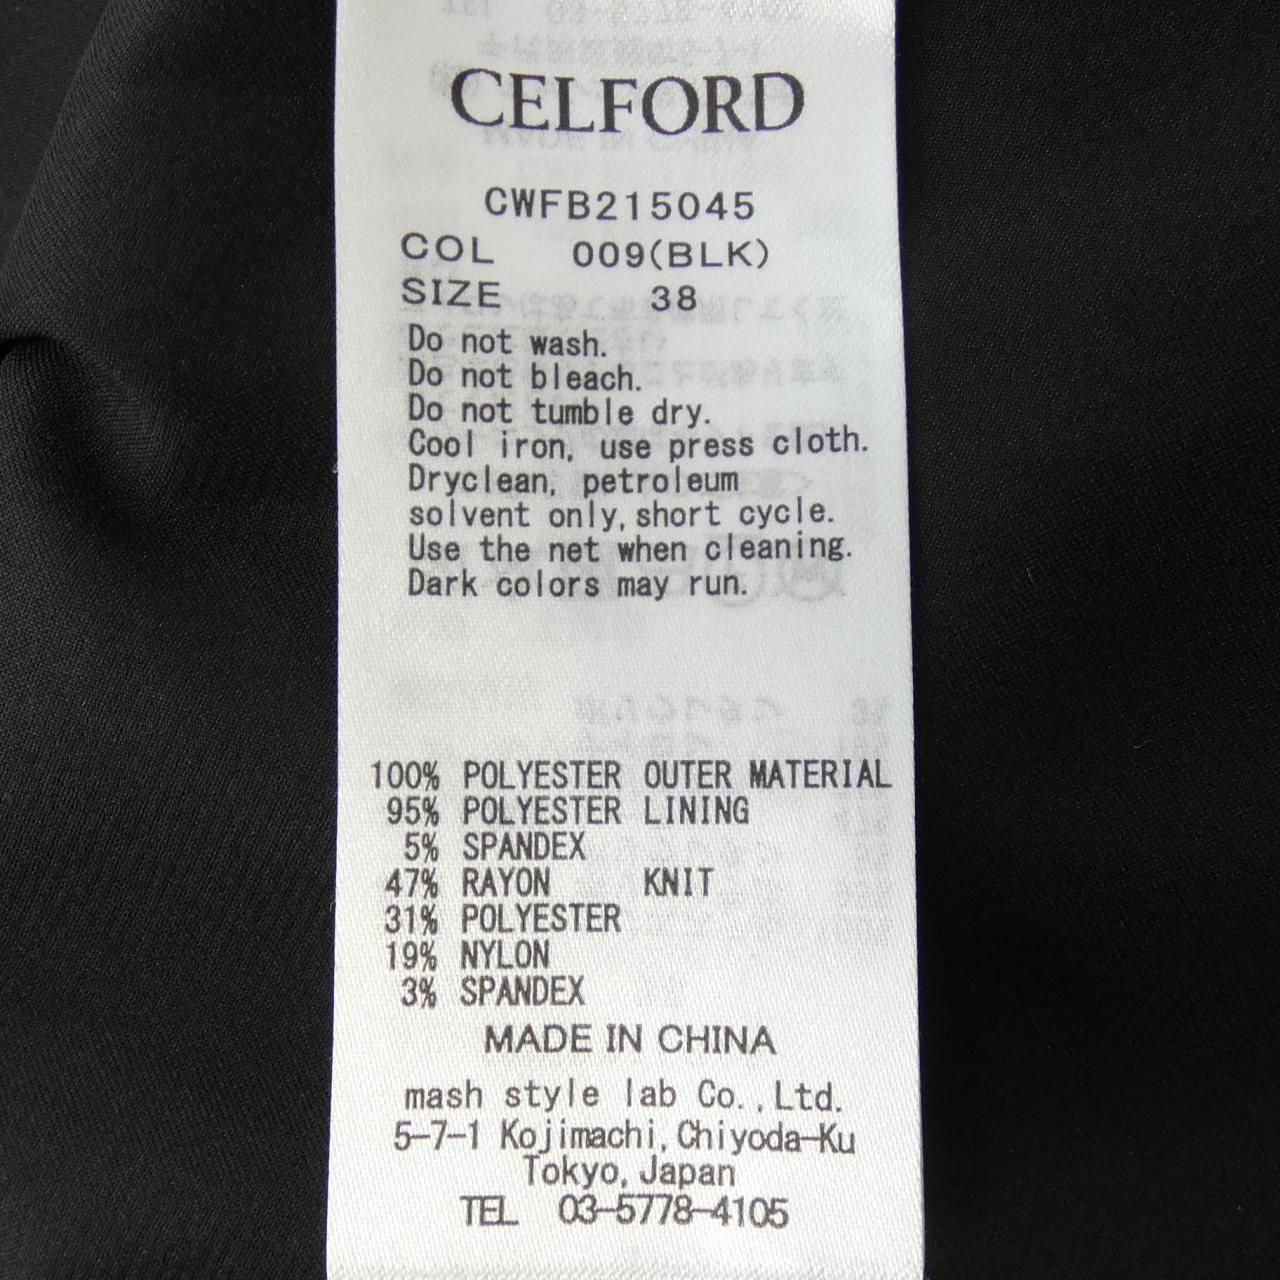 CELFORD
CWFB215045
COL 009(BLK)
SIZE 38
Do not wash.
Do not bleach.
Do not tumble dry.
Cool iron, use press cloth.
Dryclean, petroleum
solvent only, short cycle.
Use the net when cleaning.
Dark colors may run.
100% POLYESTER OUTER MATERIAL
95% POLYESTER LINING
5% SPANDEX
47% RAYON KNIT
31% POLYESTER
19% NYLON
3% SPANDEX
MADE IN CHINA
mash style lab Co.,Ltd.
5-7-1 Kojimachi, Chiyoda-Ku
Tokyo, Japan
TEL 03-5778-4105